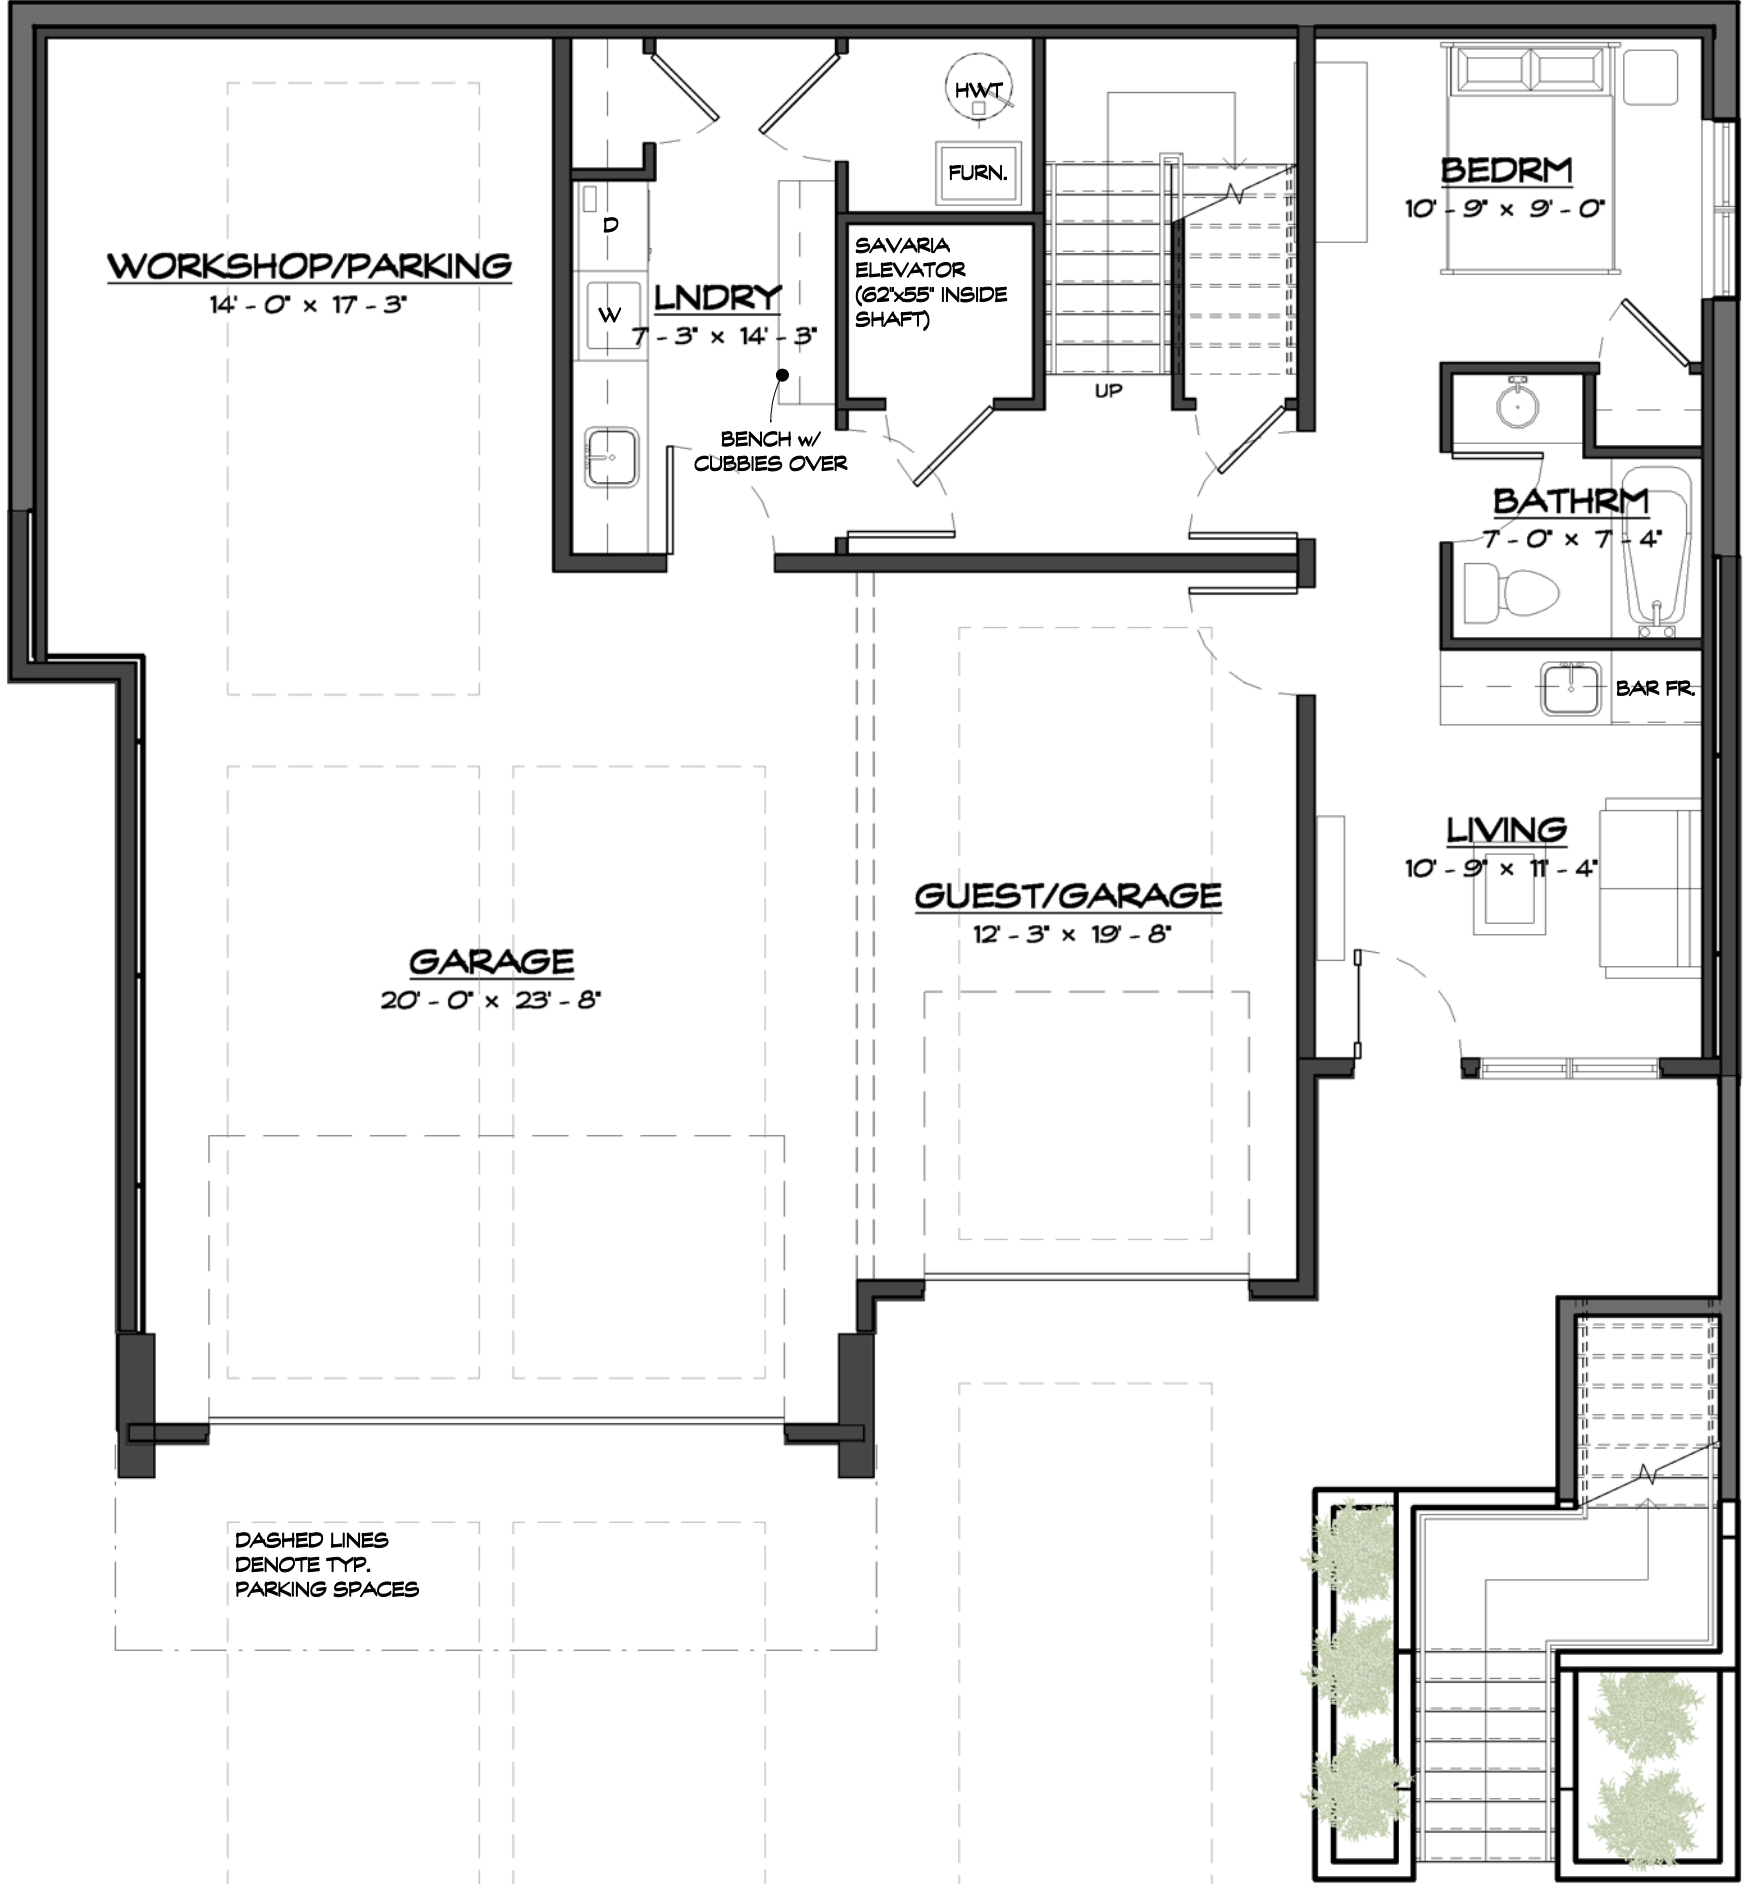 HWT
FURN.
BEDRM
10' - 9" x 9' - 0"
WORKSHOP/PARKING
14' - 0" x 17' - 3"
D
W
LNDRY
7' - 3" x 14' - 3"
SAVARIA
ELEVATOR
(62"x55" INSIDE
SHAFT)
UP
BENCH w/
CUBBIES OVER
BATHRM
7' - 0" x 7' - 4"
BAR FR.
LIVING
10' - 9" x 11' - 4"
GUEST/GARAGE
12' - 3" x 19' - 8"
GARAGE
20' - 0" x 23' - 8"
DASHED LINES
DENOTE TYP.
PARKING SPACES